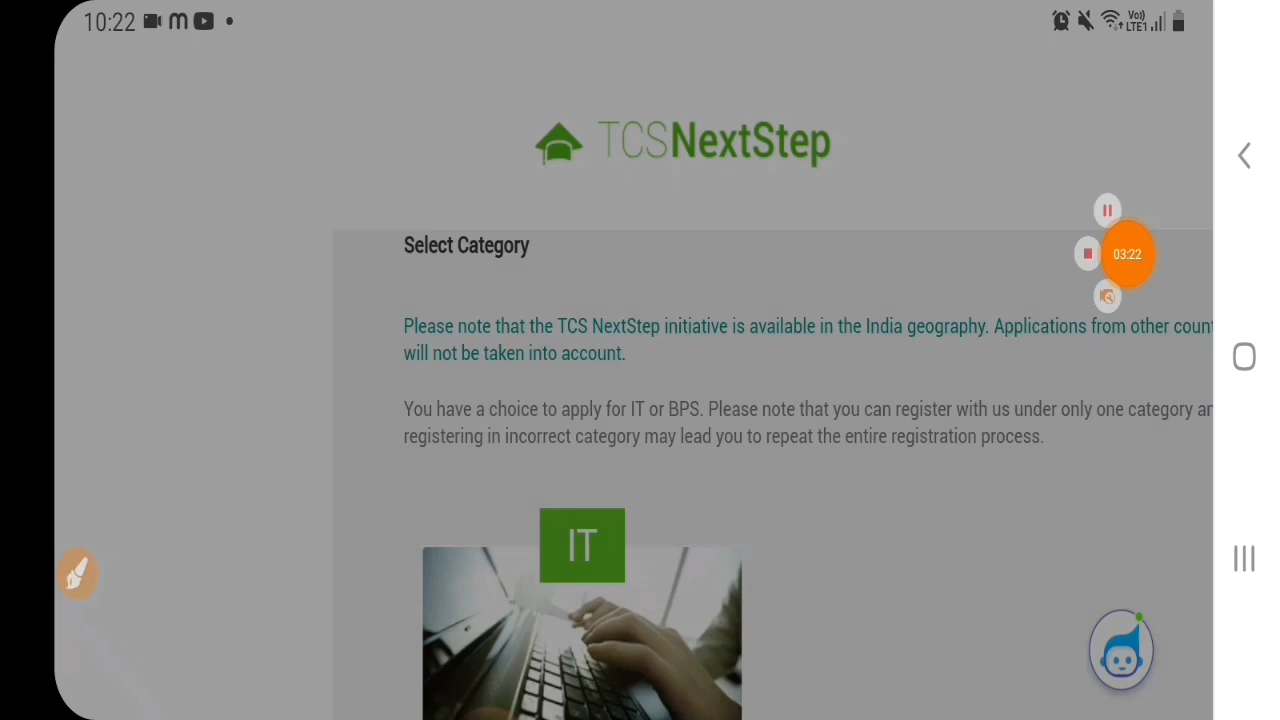 10:22
Vo)) LTE1
TCSNextStep
Select Category
03:22
Please note that the TCS NextStep initiative is available in the India geography. Applications from other coun
will not be taken into account.
You have a choice to apply for IT or BPS. Please note that you can register with us under only one category
registering in incorrect category may lead you to repeat the entire registration process.
IT